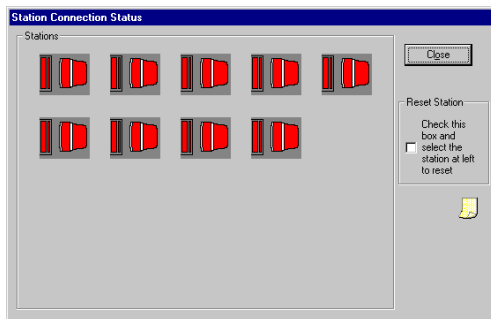 Station Connection Status
Stations
Close
Reset Station
Check this
box and
select the
station at left
to reset